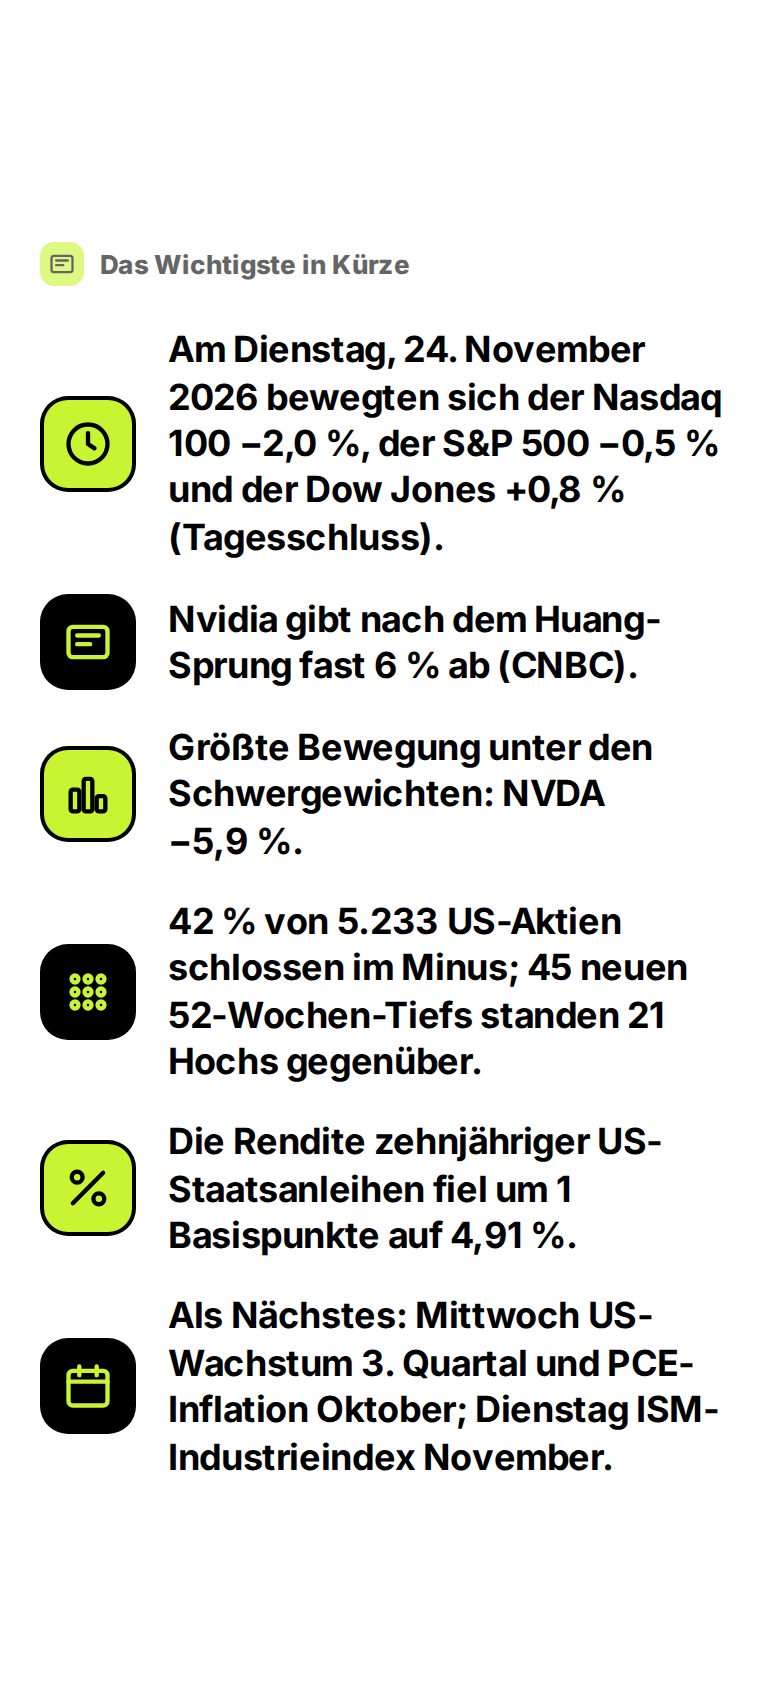 Das Wichtigste in Kürze
Am Dienstag, 24. November
2026 bewegten sich der Nasdaq
100 −2,0 %, der S&P 500 −0,5 %
und der Dow Jones +0,8 %
(Tagesschluss).
Nvidia gibt nach dem Huang-
Sprung fast 6 % ab (CNBC).
Größte Bewegung unter den
Schwergewichten: NVDA
−5,9 %.
42 % von 5.233 US-Aktien
schlossen im Minus; 45 neuen
52-Wochen-Tiefs standen 21
Hochs gegenüber.
Die Rendite zehnjähriger US-
Staatsanleihen fiel um 1
Basispunkte auf 4,91 %.
Als Nächstes: Mittwoch US-
Wachstum 3. Quartal und PCE-
Inflation Oktober; Dienstag ISM-
Industrieindex November.